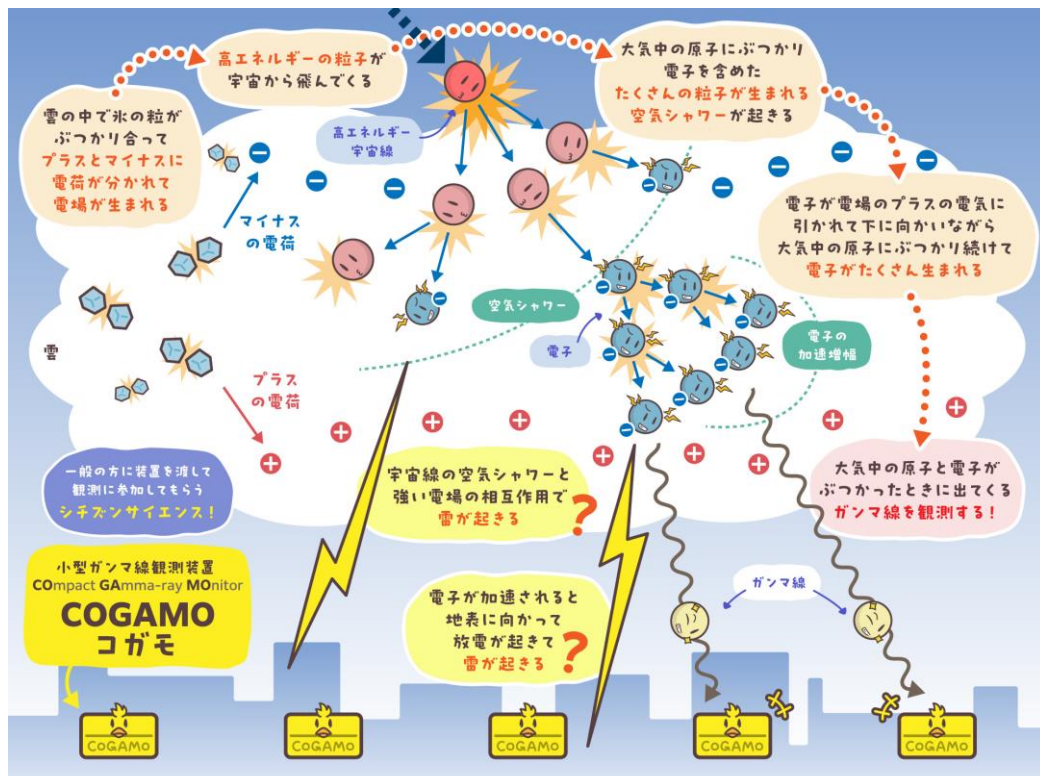 雲の中で氷の粒が
ぶつかり合って
プラスとマイナスに
電荷が分かれて
電場が生まれる
高エネルギーの粒子が
宇宙から飛んでくる
大気中の原子にぶつかり
電子を含めた
たくさんの粒子が生まれる
空気シャワーが起きる
電子が電場のプラスの電気に
引かれて下に向かいながら
大気中の原子にぶつかり続けて
電子がたくさん生まれる
高エネルギー
宇宙線
マイナス
の電荷
空気シャワー
電子
電子の
加速増幅
雲
プラス
の電荷
大気中の原子と電子が
ぶつかったときに出てくる
ガンマ線を観測する!
宇宙線の空気シャワーと
強い電場の相互作用で
雷が起きる?
電子が加速されると
地表に向かって
放電が起きて
雷が起きる?
ガンマ線
一般の方に装置を渡して
観測に参加してもらう
シチズンサイエンス!
小型ガンマ線観測装置
COmpact GAmma-ray MOnitor
COGAMO
コガモ
COGAMO
COGAMO
COGAMO
COGAMO
COGAMO